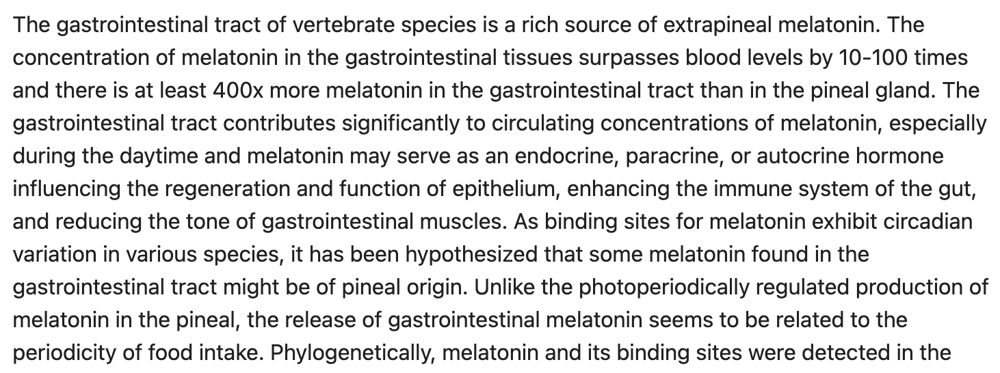 The gastrointestinal tract of vertebrate species is a rich source of extrapineal melatonin. The
concentration of melatonin in the gastrointestinal tissues surpasses blood levels by 10-100 times
and there is at least 400x more melatonin in the gastrointestinal tract than in the pineal gland. The
gastrointestinal tract contributes significantly to circulating concentrations of melatonin, especially
during the daytime and melatonin may serve as an endocrine, paracrine, or autocrine hormone
influencing the regeneration and function of epithelium, enhancing the immune system of the gut,
and reducing the tone of gastrointestinal muscles. As binding sites for melatonin exhibit circadian
variation in various species, it has been hypothesized that some melatonin found in the
gastrointestinal tract might be of pineal origin. Unlike the photoperiodically regulated production of
melatonin in the pineal, the release of gastrointestinal melatonin seems to be related to the
periodicity of food intake. Phylogenetically, melatonin and its binding sites were detected in the